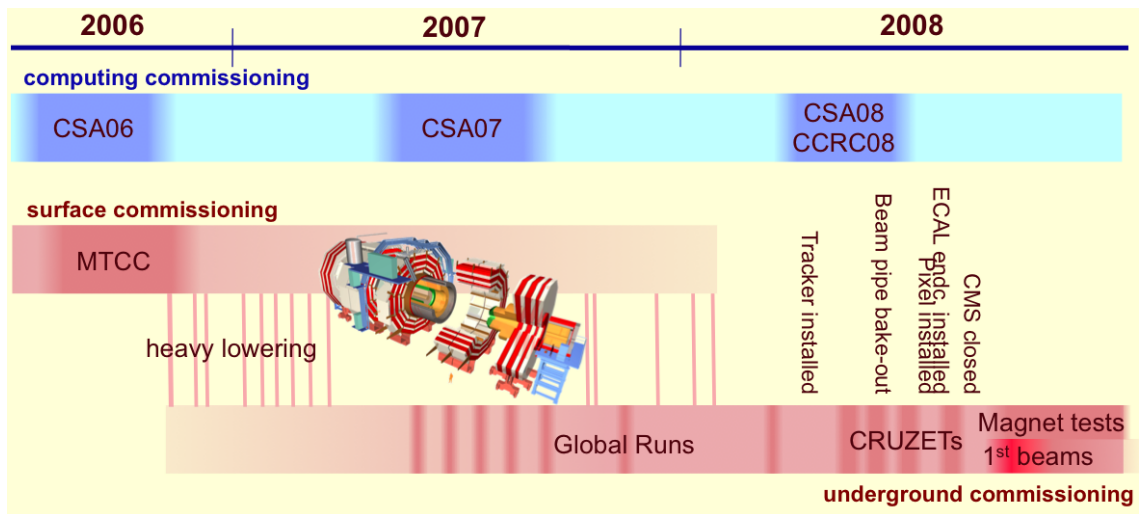 2006 2007 2008
computing commissioning
CSA06
CSA07
CSA08
CCRC08
surface commissioning
MTCC
heavy lowering
Tracker installed
Beam pipe bake-out
ECAL endc. installed
Pixel installed
CMS closed
Global Runs
CRUZETs
Magnet tests
1st beams
underground commissioning